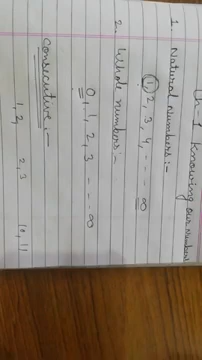 Ch-1 Knowing our number
1. Natural numbers:-
1, 2, 3, 4, - - - ∞
2. Whole numbers:-
0, 1, 2, 3 - - - ∞
Consecutive :-
1, 2, 2, 3 10, 11